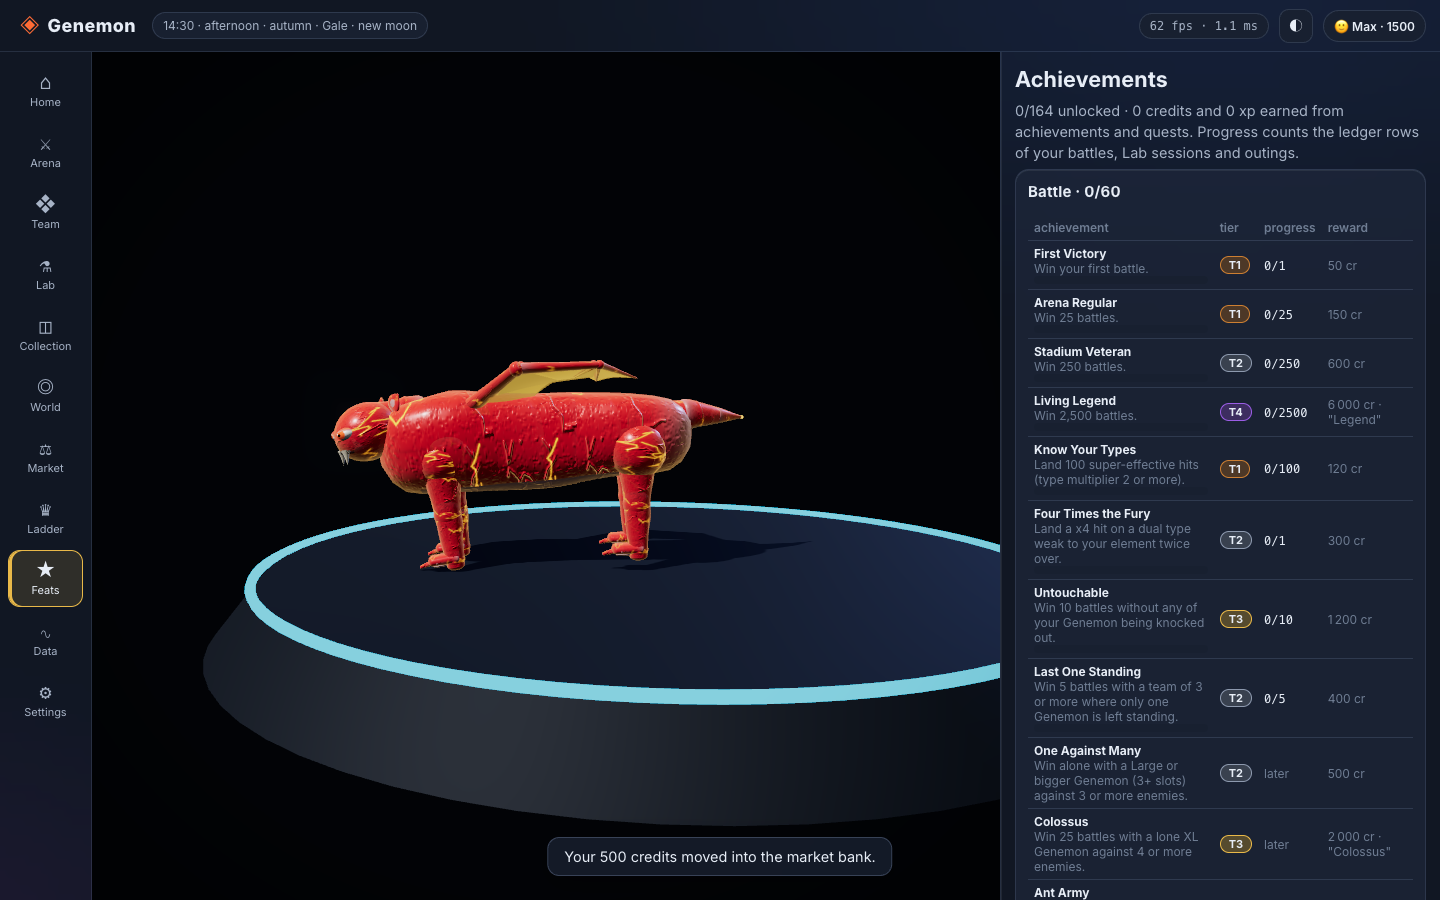 Genemon
14:30 · afternoon · autumn · Gale · new moon
62 fps · 1.1 ms
Max · 1500
Home
Arena
Team
Lab
Collection
World
Market
Ladder
Feats
Data
Settings
Your 500 credits moved into the market bank.
Achievements
0/164 unlocked · 0 credits and 0 xp earned from
achievements and quests. Progress counts the ledger rows
of your battles, Lab sessions and outings.
Battle · 0/60
achievement tier progress reward
First Victory
Win your first battle.
T1 0/1 50 cr
Arena Regular
Win 25 battles.
T1 0/25 150 cr
Stadium Veteran
Win 250 battles.
T2 0/250 600 cr
Living Legend
Win 2,500 battles.
T4 0/2500 6 000 cr ·
"Legend"
Know Your Types
Land 100 super-effective hits
(type multiplier 2 or more).
T1 0/100 120 cr
Four Times the Fury
Land a x4 hit on a dual type
weak to your element twice
over.
T2 0/1 300 cr
Untouchable
Win 10 battles without any of
your Genemon being knocked
out.
T3 0/10 1 200 cr
Last One Standing
Win 5 battles with a team of 3
or more where only one
Genemon is left standing.
T2 0/5 400 cr
One Against Many
Win alone with a Large or
bigger Genemon (3+ slots)
against 3 or more enemies.
T2 later 500 cr
Colossus
Win 25 battles with a lone XL
Genemon against 4 or more
enemies.
T3 later 2 000 cr ·
"Colossus"
Ant Army